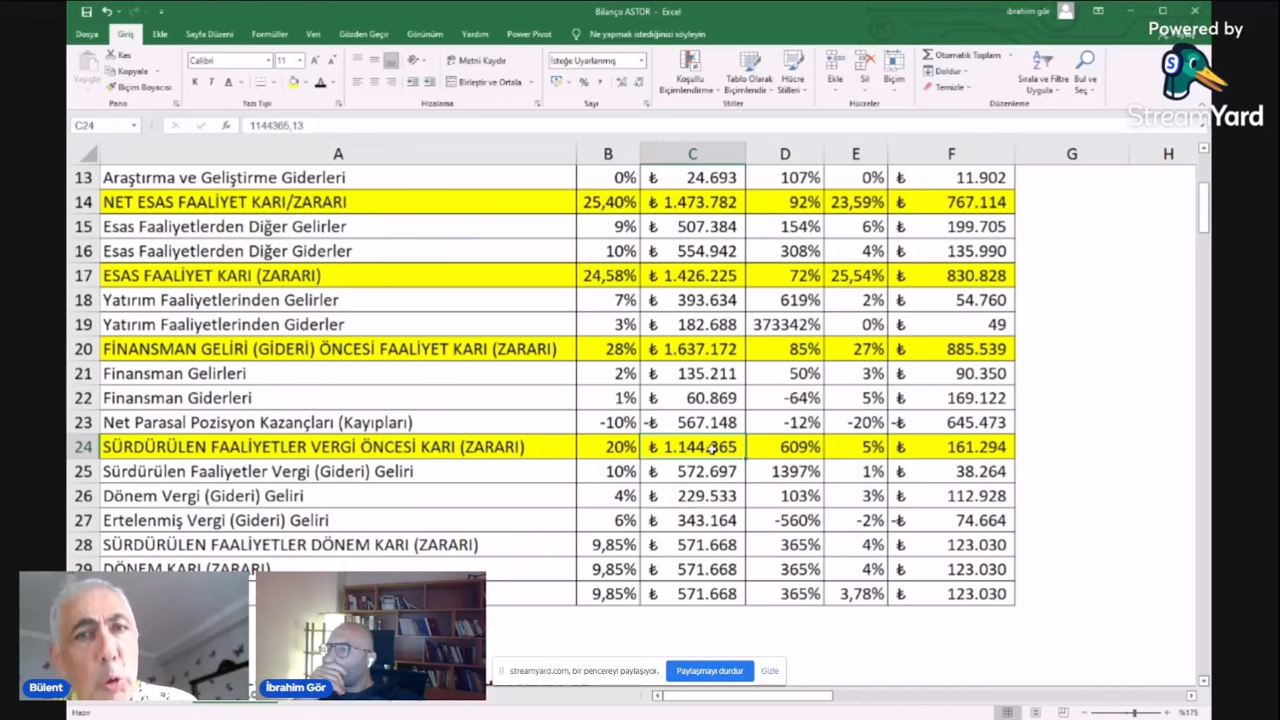 Bilanço ASTOR - Excel
ibrahim gör
Powered by
StreamYard
Dosya Giriş Ekle Sayfa Düzeni Formüller Veri Gözden Geçir Görünüm Yardım Power Pivot Ne yapmak istediğinizi söyleyin
Kes
Kopyala
Biçim Boyacısı
Calibri 11
Metni Kaydır
Birleştir ve Ortala
İsteğe Uyarlanmış
Koşullu Biçimlendirme
Tablo Olarak Biçimlendir
Hücre Stilleri
Ekle Sil Biçim
Otomatik Toplam
Doldur
Temizle
Sırala ve Filtre Uygula
Bul ve Seç
Pano Yazı Tipi Hizalama Sayı Stiller Hücreler Düzenleme
C24 fx 1144365,13
A B C D E F G H
13 Araştırma ve Geliştirme Giderleri 0% ₺ 24.693 107% 0% ₺ 11.902
14 NET ESAS FAALİYET KARI/ZARARI 25,40% ₺ 1.473.782 92% 23,59% ₺ 767.114
15 Esas Faaliyetlerden Diğer Gelirler 9% ₺ 507.384 154% 6% ₺ 199.705
16 Esas Faaliyetlerden Diğer Giderler 10% ₺ 554.942 308% 4% ₺ 135.990
17 ESAS FAALİYET KARI (ZARARI) 24,58% ₺ 1.426.225 72% 25,54% ₺ 830.828
18 Yatırım Faaliyetlerinden Gelirler 7% ₺ 393.634 619% 2% ₺ 54.760
19 Yatırım Faaliyetlerinden Giderler 3% ₺ 182.688 373342% 0% ₺ 49
20 FİNANSMAN GELİRİ (GİDERİ) ÖNCESİ FAALİYET KARI (ZARARI) 28% ₺ 1.637.172 85% 27% ₺ 885.539
21 Finansman Gelirleri 2% ₺ 135.211 50% 3% ₺ 90.350
22 Finansman Giderleri 1% ₺ 60.869 -64% 5% ₺ 169.122
23 Net Parasal Pozisyon Kazançları (Kayıpları) -10% -₺ 567.148 -12% -20% -₺ 645.473
24 SÜRDÜRÜLEN FAALİYETLER VERGİ ÖNCESİ KARI (ZARARI) 20% ₺ 1.144.365 609% 5% ₺ 161.294
25 Sürdürülen Faaliyetler Vergi (Gideri) Geliri 10% ₺ 572.697 1397% 1% ₺ 38.264
26 Dönem Vergi (Gideri) Geliri 4% ₺ 229.533 103% 3% ₺ 112.928
27 Ertelenmiş Vergi (Gideri) Geliri 6% ₺ 343.164 -560% -2% -₺ 74.664
28 SÜRDÜRÜLEN FAALİYETLER DÖNEM KARI (ZARARI) 9,85% ₺ 571.668 365% 4% ₺ 123.030
29 DÖNEM KARI (ZARARI) 9,85% ₺ 571.668 365% 4% ₺ 123.030
9,85% ₺ 571.668 365% 3,78% ₺ 123.030
streamyard.com, bir pencereyi paylaşıyor. Paylaşmayı durdur Gizle
Bülent
İbrahim Gör
Hazır %175